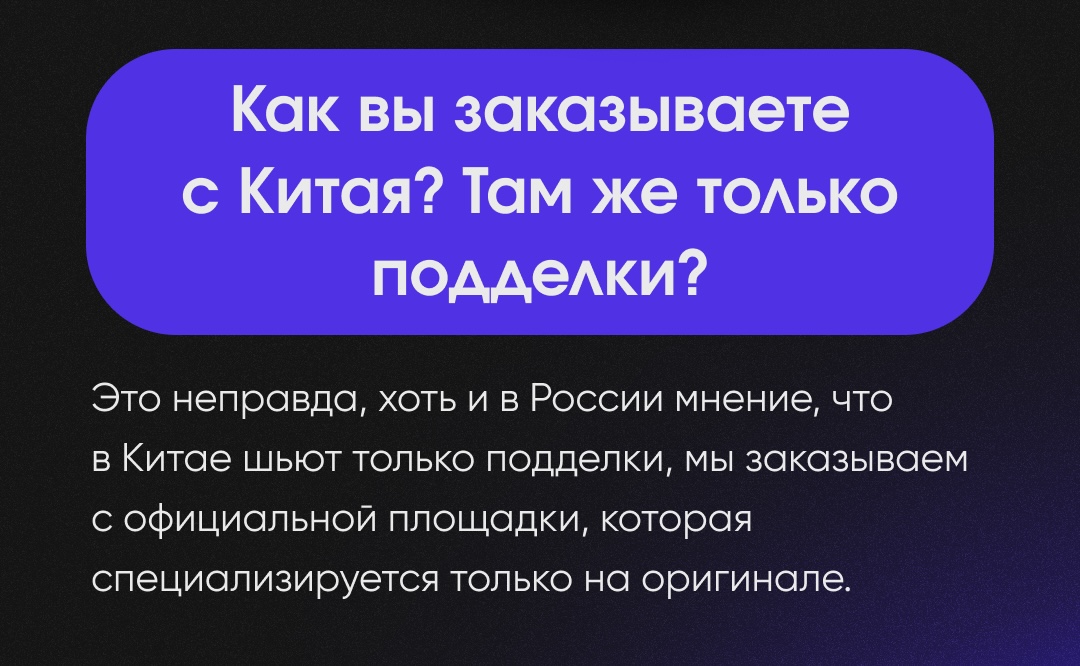 Как вы заказываете
с Китая? Там же только
подделки?
Это неправда, хоть и в России мнение, что
в Китае шьют только подделки, мы заказываем
с официальной площадки, которая
специализируется только на оригинале.